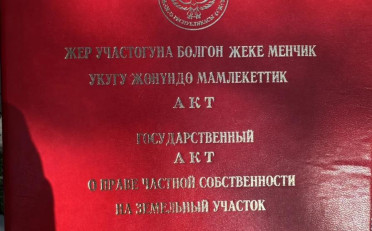 ЖЕР УЧАСТОГУНА БОЛГОН ЖЕКЕ МЕНЧИК
УКУГУ ЖӨНҮНДӨ МАМЛЕКЕТТИК
АКТ
ГОСУДАРСТВЕННЫЙ
АКТ
О ПРАВЕ ЧАСТНОЙ СОБСТВЕННОСТИ
НА ЗЕМЕЛЬНЫЙ УЧАСТОК